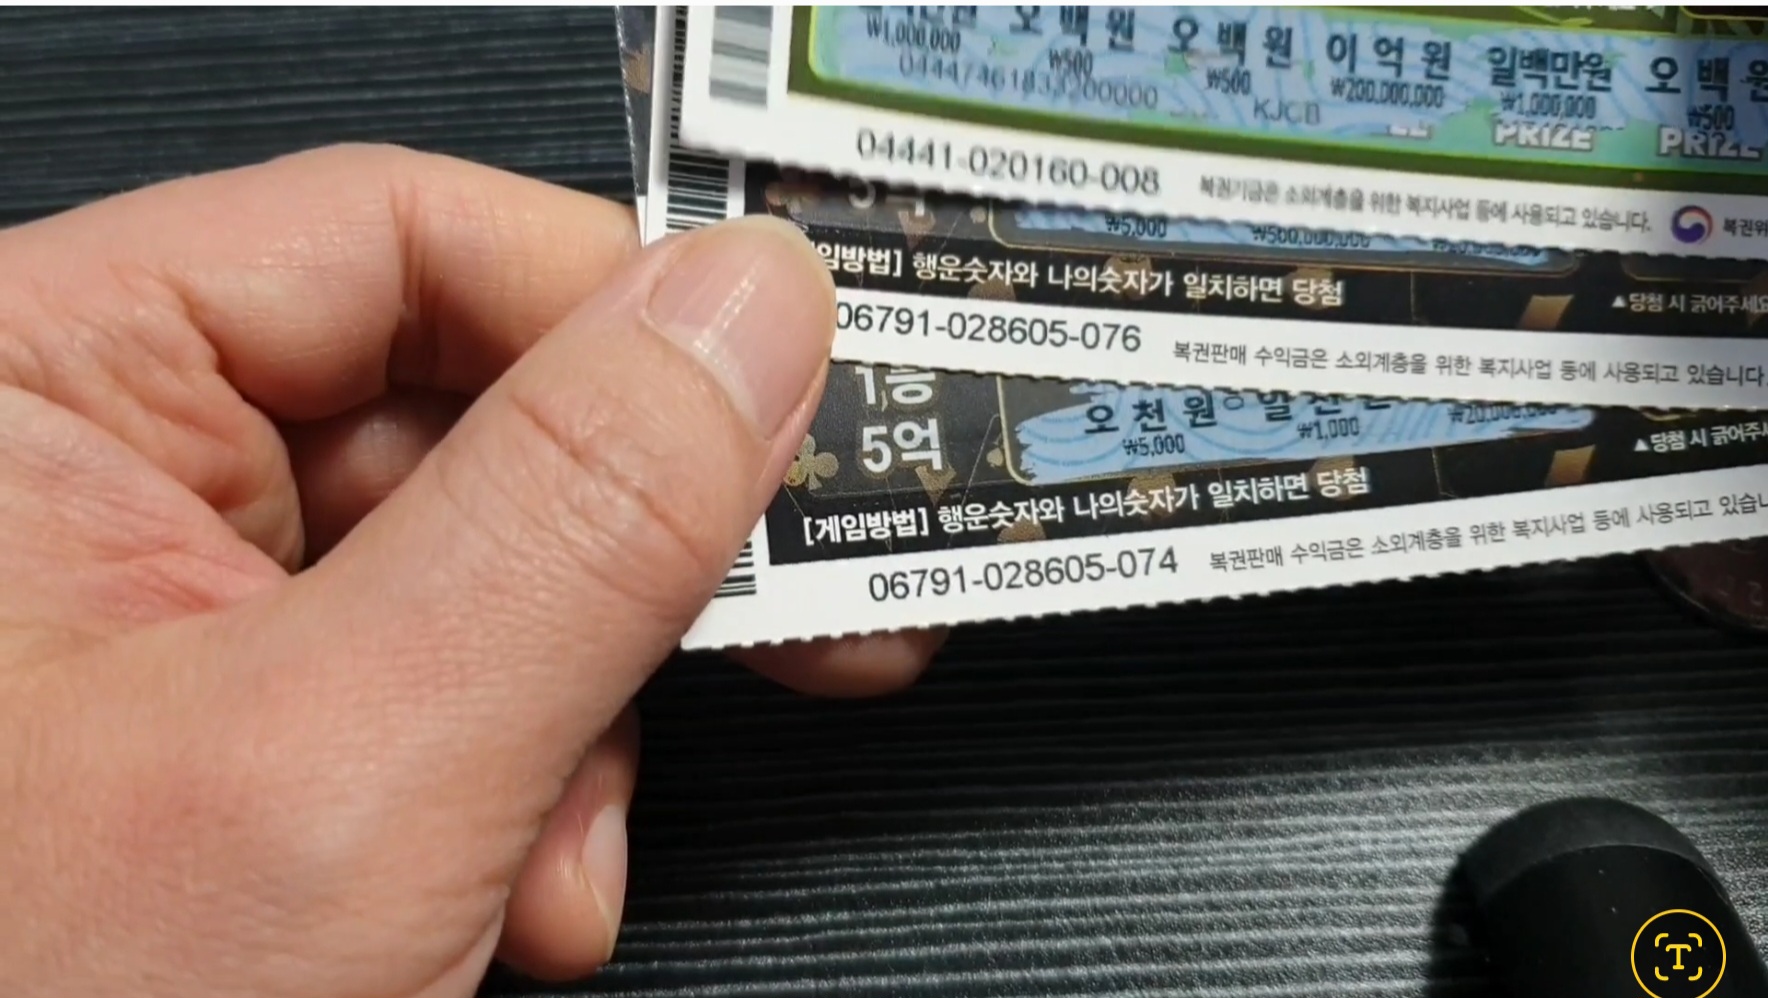 오백원 오백원 이억원 일백만원 오백원
₩1,000,000 ₩500 ₩500 ₩200,000,000 ₩1,000,000 ₩500
044474618333200000 KJCB
PRIZE PRIZE
04441-020160-008 복권기금은 소외계층을 위한 복지사업 등에 사용되고 있습니다. 복권위
5억
₩5,000 ₩500,000,000
임방법] 행운숫자와 나의숫자가 일치하면 당첨 ▲당첨 시 긁어주세요
06791-028605-076 복권판매 수익금은 소외계층을 위한 복지사업 등에 사용되고 있습니다.
1등
5억
오천원 일천원 ₩20,000,000
₩5,000 ₩1,000
▲당첨 시 긁어주세
[게임방법] 행운숫자와 나의숫자가 일치하면 당첨
06791-028605-074 복권판매 수익금은 소외계층을 위한 복지사업 등에 사용되고 있습니